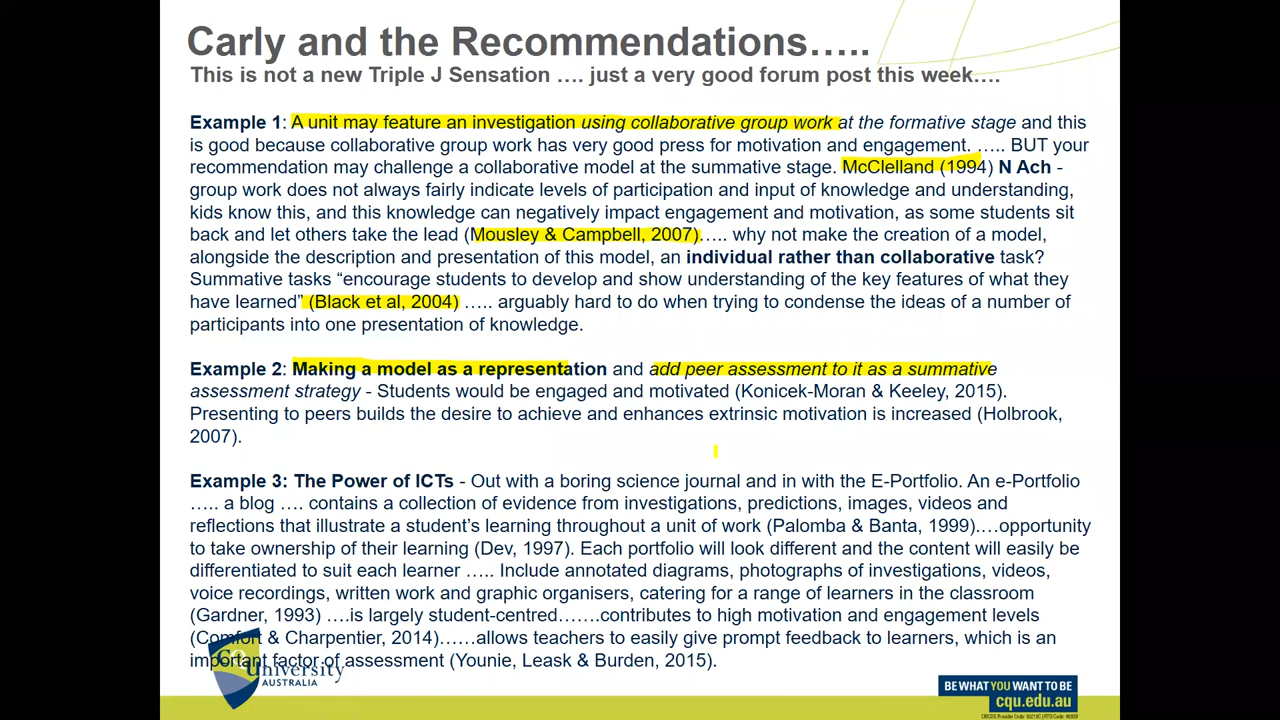 Carly and the Recommendations…..
This is not a new Triple J Sensation …. just a very good forum post this week….
Example 1: A unit may feature an investigation using collaborative group work at the formative stage and this
is good because collaborative group work has very good press for motivation and engagement. ….. BUT your
recommendation may challenge a collaborative model at the summative stage. McClelland (1994) N Ach -
group work does not always fairly indicate levels of participation and input of knowledge and understanding,
kids know this, and this knowledge can negatively impact engagement and motivation, as some students sit
back and let others take the lead (Mousley & Campbell, 2007)….. why not make the creation of a model,
alongside the description and presentation of this model, an individual rather than collaborative task?
Summative tasks “encourage students to develop and show understanding of the key features of what they
have learned” (Black et al, 2004) ….. arguably hard to do when trying to condense the ideas of a number of
participants into one presentation of knowledge.
Example 2: Making a model as a representation and add peer assessment to it as a summative
assessment strategy - Students would be engaged and motivated (Konicek-Moran & Keeley, 2015).
Presenting to peers builds the desire to achieve and enhances extrinsic motivation is increased (Holbrook,
2007).
Example 3: The Power of ICTs - Out with a boring science journal and in with the E-Portfolio. An e-Portfolio
….. a blog …. contains a collection of evidence from investigations, predictions, images, videos and
reflections that illustrate a student’s learning throughout a unit of work (Palomba & Banta, 1999).…opportunity
to take ownership of their learning (Dev, 1997). Each portfolio will look different and the content will easily be
differentiated to suit each learner ….. Include annotated diagrams, photographs of investigations, videos,
voice recordings, written work and graphic organisers, catering for a range of learners in the classroom
(Gardner, 1993) ….is largely student-centred…….contributes to high motivation and engagement levels
(Comfort & Charpentier, 2014)……allows teachers to easily give prompt feedback to learners, which is an
important factor of assessment (Younie, Leask & Burden, 2015).
CQUniversity
AUSTRALIA
BE WHAT YOU WANT TO BE
cqu.edu.au